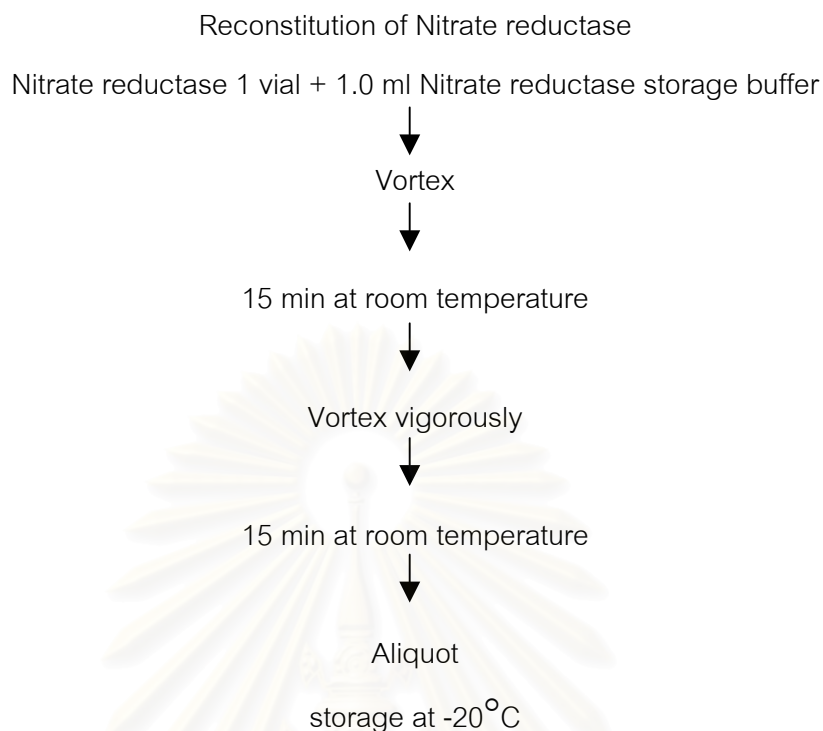 Reconstitution of Nitrate reductase
Nitrate reductase 1 vial + 1.0 ml Nitrate reductase storage buffer
Vortex
15 min at room temperature
Vortex vigorously
15 min at room temperature
Aliquot
storage at -20°C